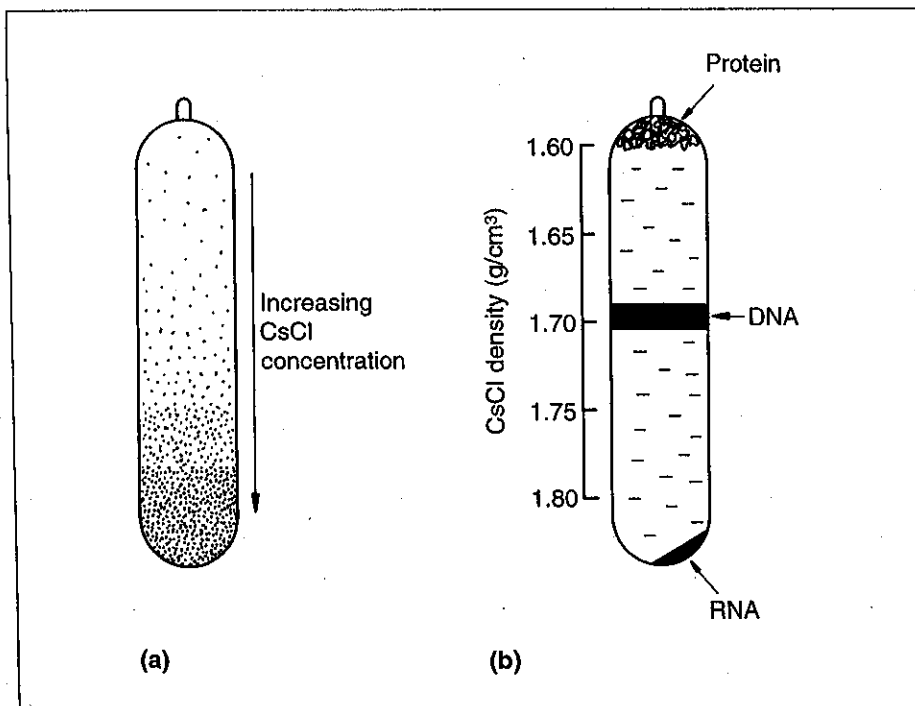 Protein
1.60
1.65
CsCl density (g/cm³)
Increasing
CsCl
concentration
1.70
DNA
1.75
1.80
RNA
(a)
(b)